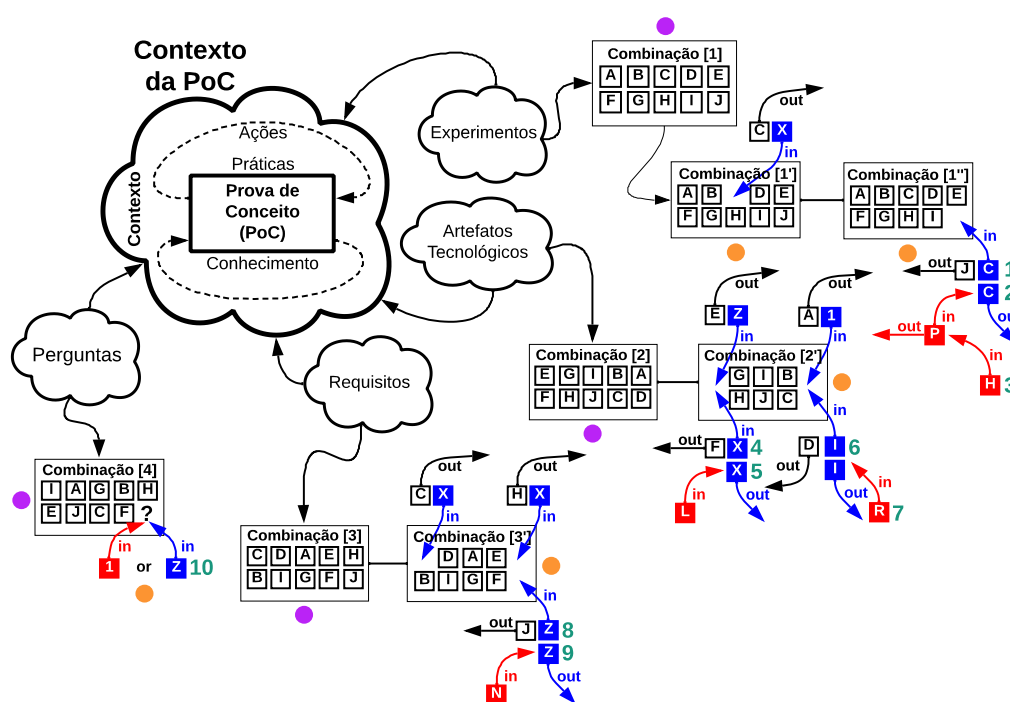 Contexto
da PoC
Contexto
Ações
Práticas
Prova de
Conceito
(PoC)
Conhecimento
Experimentos
Artefatos
Tecnológicos
Perguntas
Requisitos
Combinação [1]
A B C D E
F G H I J
out
C X
in
Combinação [1']
A B D E
F G H I J
Combinação [1'']
A B C D E
F G H I
in
out J C 1
C 2
in
out P out
in
H 3
Combinação [2]
E G I B A
F H J C D
out
E Z
in
out
A 1
in
Combinação [2']
G I B
H J C
in
in
out F X 4
X 5
in
L out
D I 6
out I
in
out R 7
Combinação [3]
C D A E H
B I G F J
out
C X
in
out
H X
in
Combinação [3']
D A E
B I G F
in
out J Z 8
Z 9
in
N out
Combinação [4]
I A G B H
E J C F ?
in in
1 or Z 10